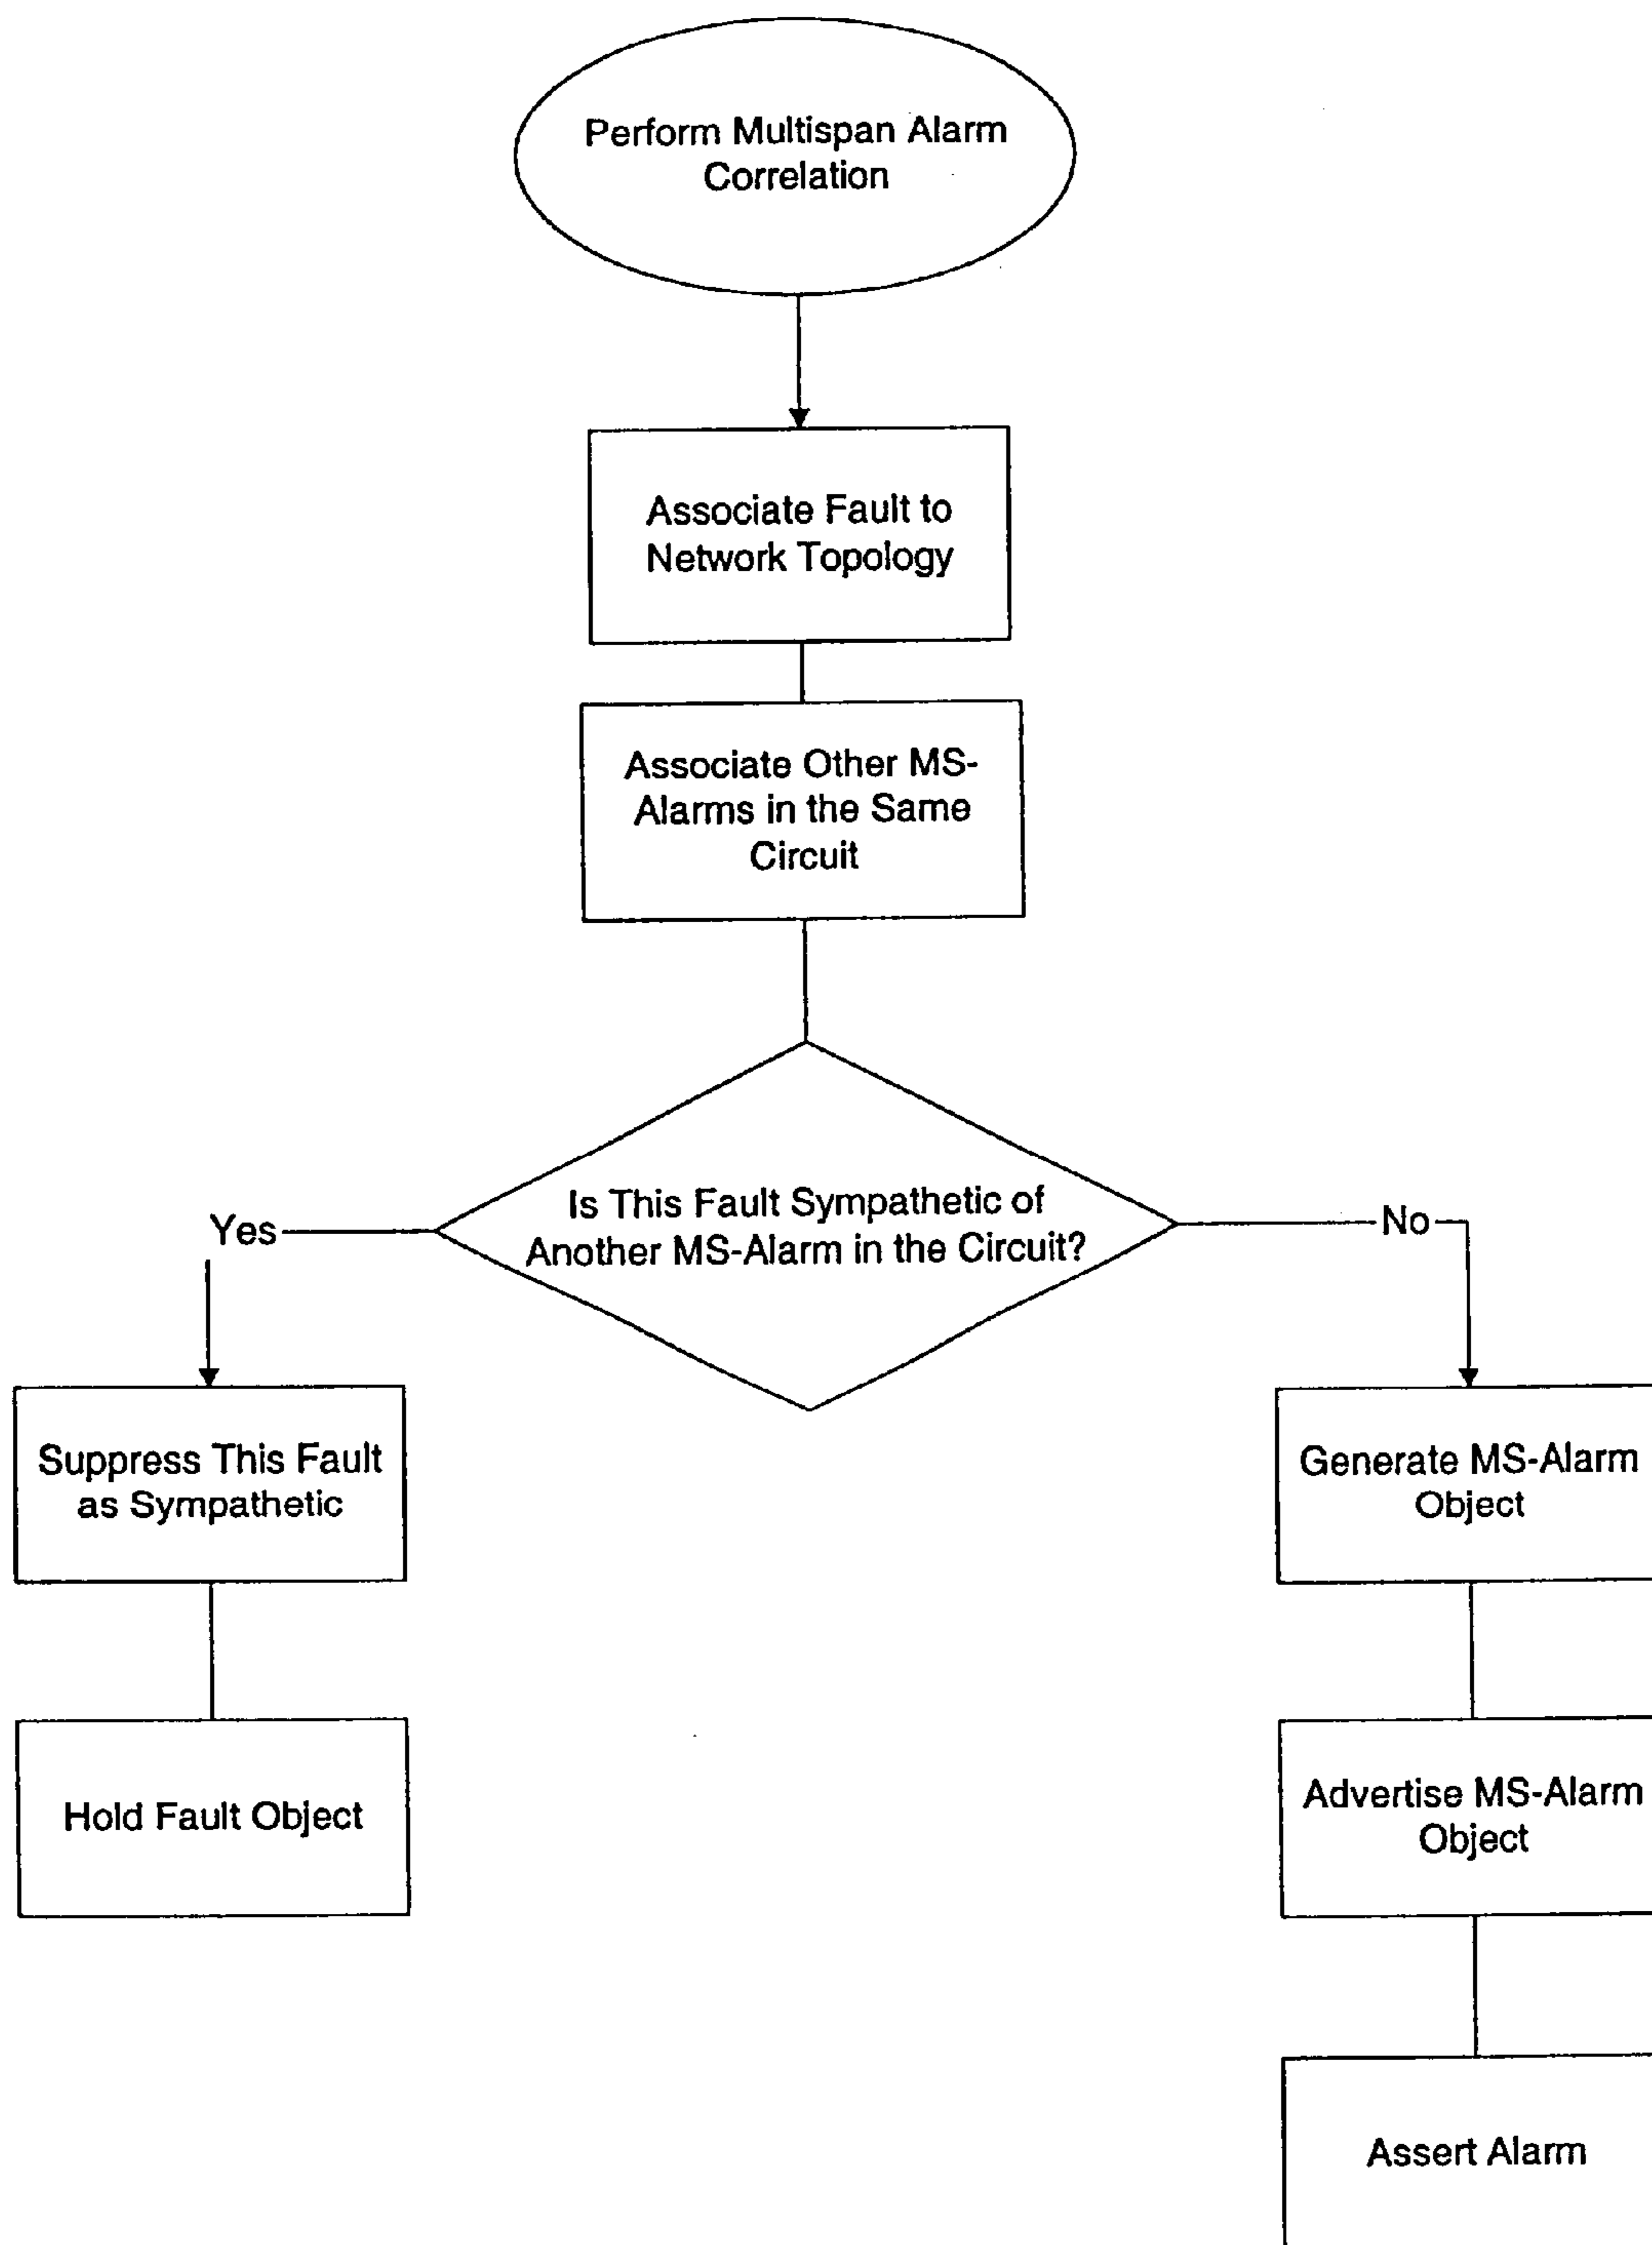 Perform Multispan Alarm
Correlation
Associate Fault to
Network Topology
Associate Other MS-
Alarms in the Same
Circuit
Is This Fault Sympathetic of
Another MS-Alarm in the Circuit?
Yes
No
Suppress This Fault
as Sympathetic
Generate MS-Alarm
Object
Hold Fault Object
Advertise MS-Alarm
Object
Assert Alarm